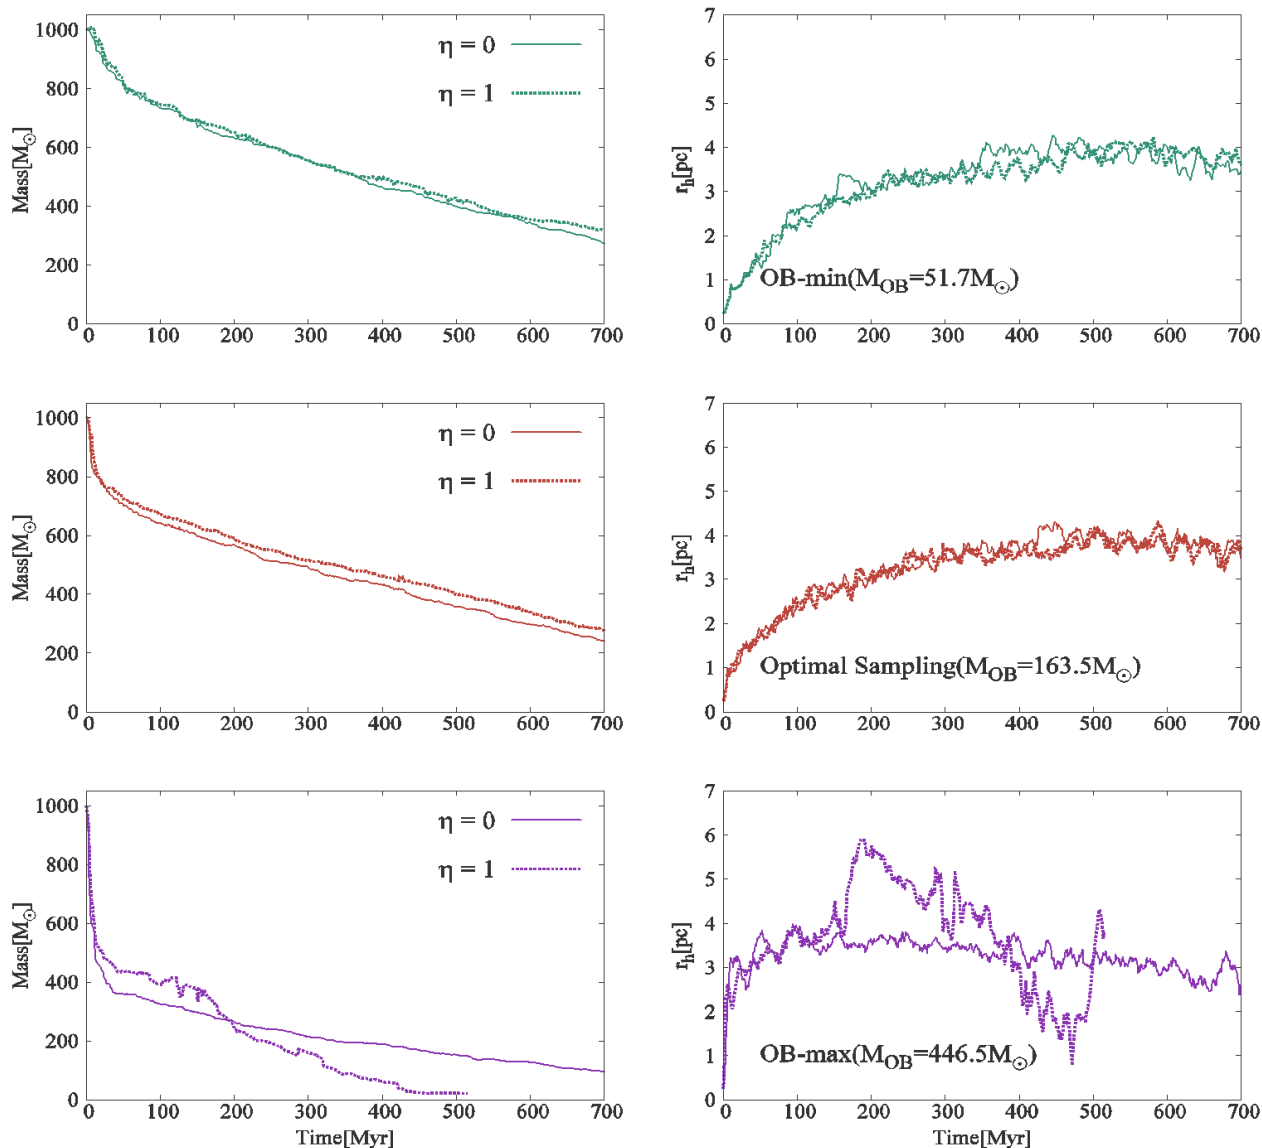 Mass[M☉]
1000
800
600
400
200
0
η = 0
η = 1
0 100 200 300 400 500 600 700
r_h[pc]
7
6
5
4
3
2
1
0
OB-min(M_OB=51.7M☉)
0 100 200 300 400 500 600 700
Mass[M☉]
1000
800
600
400
200
0
η = 0
η = 1
0 100 200 300 400 500 600 700
r_h[pc]
7
6
5
4
3
2
1
0
Optimal Sampling(M_OB=163.5M☉)
0 100 200 300 400 500 600 700
Mass[M☉]
1000
800
600
400
200
0
η = 0
η = 1
0 100 200 300 400 500 600 700
Time[Myr]
r_h[pc]
7
6
5
4
3
2
1
0
OB-max(M_OB=446.5M☉)
0 100 200 300 400 500 600 700
Time[Myr]